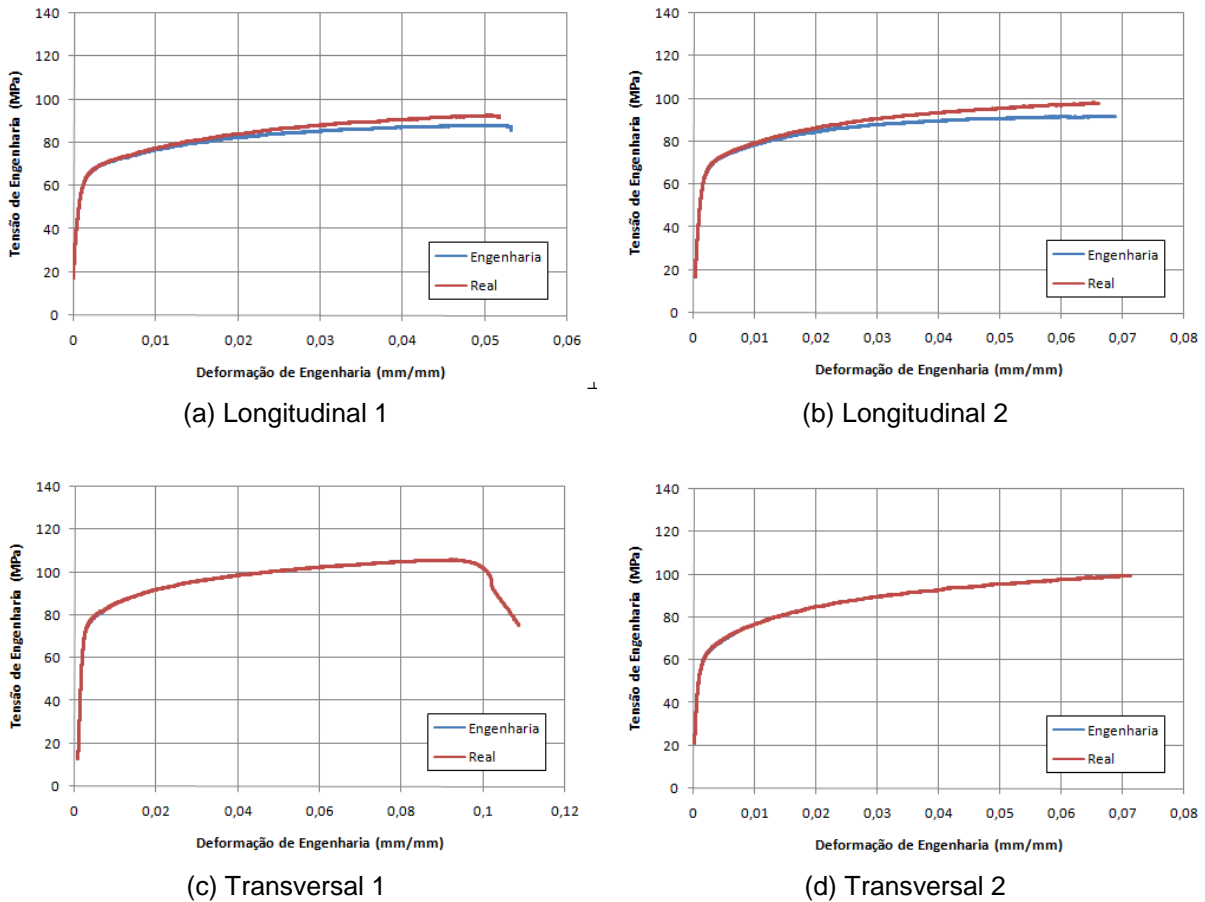 140
120
100
80
60
40
20
0
Tensão de Engenharia (MPa)
0 0,01 0,02 0,03 0,04 0,05 0,06
Deformação de Engenharia (mm/mm)
Engenharia
Real
(a) Longitudinal 1
140
120
100
80
60
40
20
0
Tensão de Engenharia (MPa)
0 0,01 0,02 0,03 0,04 0,05 0,06 0,07 0,08
Deformação de Engenharia (mm/mm)
Engenharia
Real
(b) Longitudinal 2
140
120
100
80
60
40
20
0
Tensão de Engenharia (MPa)
0 0,02 0,04 0,06 0,08 0,1 0,12
Deformação de Engenharia (mm/mm)
Engenharia
Real
(c) Transversal 1
140
120
100
80
60
40
20
0
Tensão de Engenharia (MPa)
0 0,01 0,02 0,03 0,04 0,05 0,06 0,07 0,08
Deformação de Engenharia (mm/mm)
Engenharia
Real
(d) Transversal 2